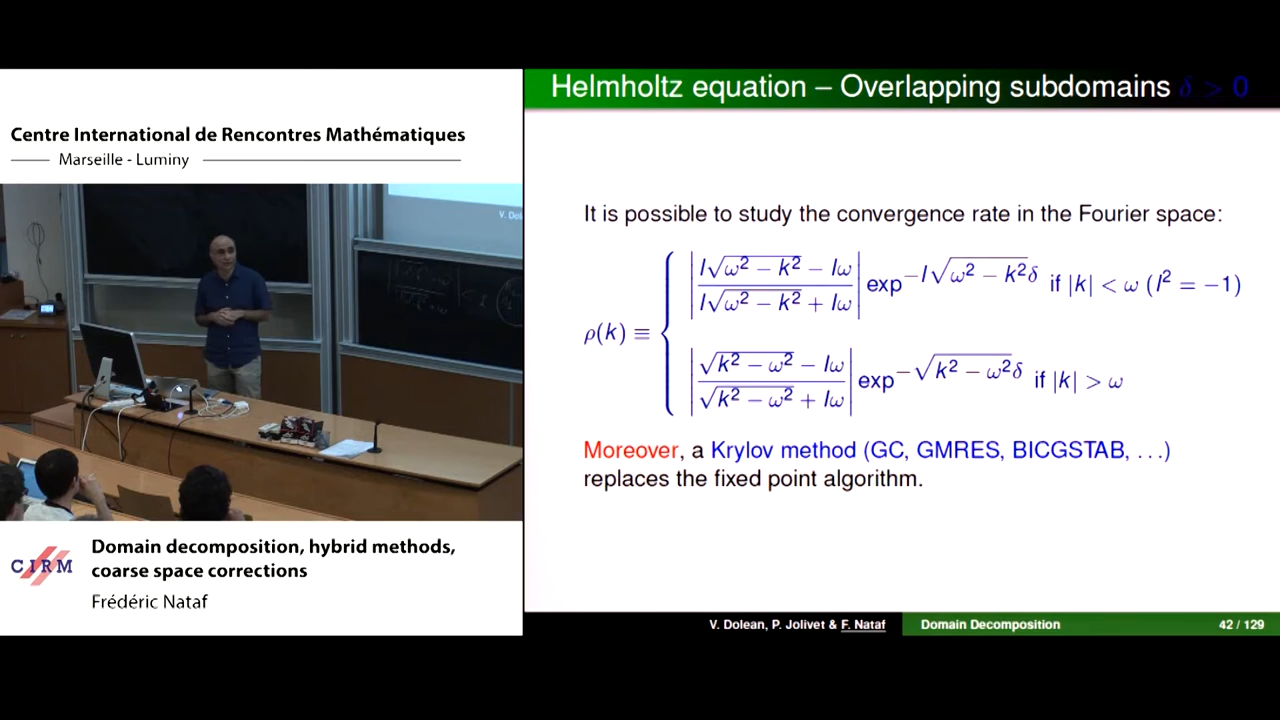 Centre International de Rencontres Mathématiques
Marseille - Luminy
V. Dol
CIRM
Domain decomposition, hybrid methods,
coarse space corrections
Frédéric Nataf
Helmholtz equation – Overlapping subdomains δ > 0
It is possible to study the convergence rate in the Fourier space:
ρ(k) ≡ { |(I√(ω² − k²) − Iω) / (I√(ω² − k²) + Iω)| exp^(−I√(ω² − k²)δ) if |k| < ω (I² = −1)
|(√(k² − ω²) − Iω) / (√(k² − ω²) + Iω)| exp^(−√(k² − ω²)δ) if |k| > ω
Moreover, a Krylov method (GC, GMRES, BICGSTAB, ...)
replaces the fixed point algorithm.
V. Dolean, P. Jolivet & F. Nataf Domain Decomposition 42 / 129